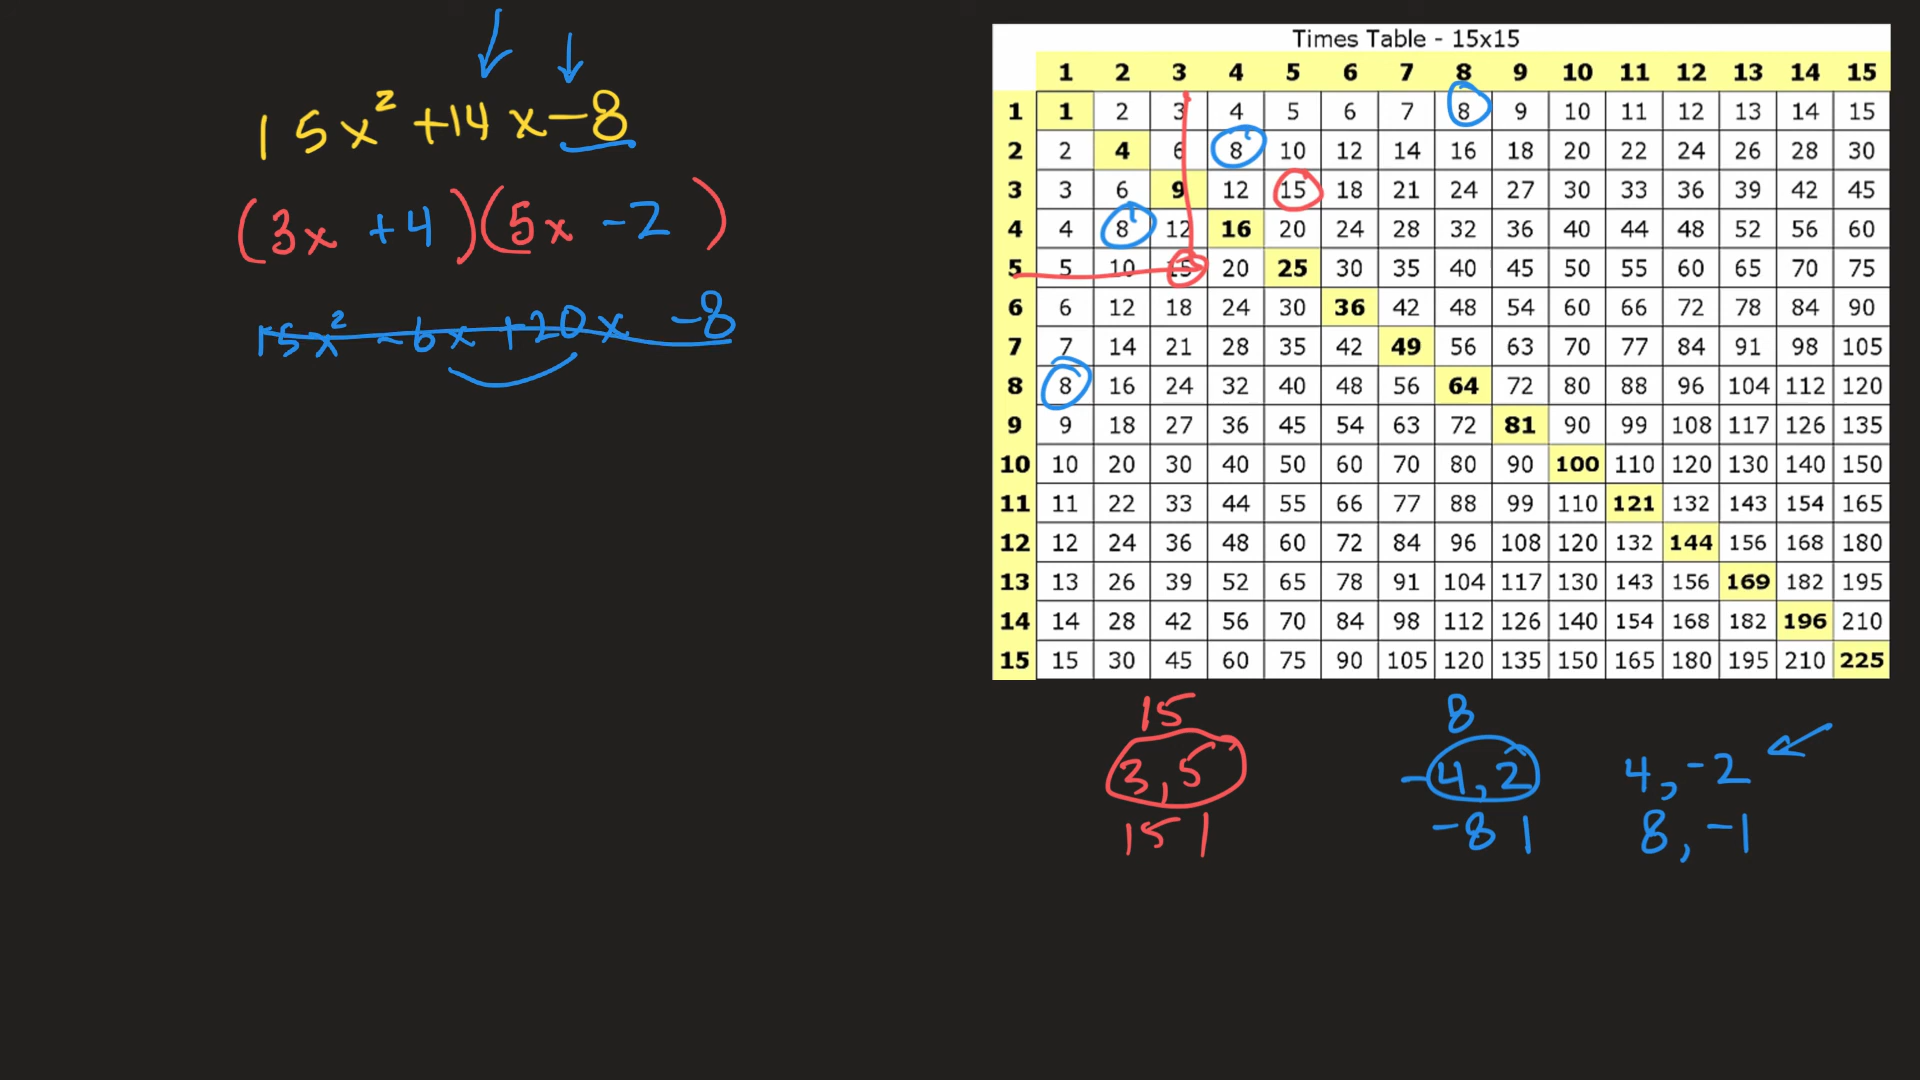 15x² +14x -8
(3x +4)(5x -2)
15x² -6x +20x -8
Times Table - 15x15
1 2 3 4 5 6 7 8 9 10 11 12 13 14 15
1 1 2 3 4 5 6 7 8 9 10 11 12 13 14 15
2 2 4 6 8 10 12 14 16 18 20 22 24 26 28 30
3 3 6 9 12 15 18 21 24 27 30 33 36 39 42 45
4 4 8 12 16 20 24 28 32 36 40 44 48 52 56 60
5 5 10 15 20 25 30 35 40 45 50 55 60 65 70 75
6 6 12 18 24 30 36 42 48 54 60 66 72 78 84 90
7 7 14 21 28 35 42 49 56 63 70 77 84 91 98 105
8 8 16 24 32 40 48 56 64 72 80 88 96 104 112 120
9 9 18 27 36 45 54 63 72 81 90 99 108 117 126 135
10 10 20 30 40 50 60 70 80 90 100 110 120 130 140 150
11 11 22 33 44 55 66 77 88 99 110 121 132 143 154 165
12 12 24 36 48 60 72 84 96 108 120 132 144 156 168 180
13 13 26 39 52 65 78 91 104 117 130 143 156 169 182 195
14 14 28 42 56 70 84 98 112 126 140 154 168 182 196 210
15 15 30 45 60 75 90 105 120 135 150 165 180 195 210 225
15 8
3, 5 -4, 2 4, -2
15 1 -8 1 8, -1